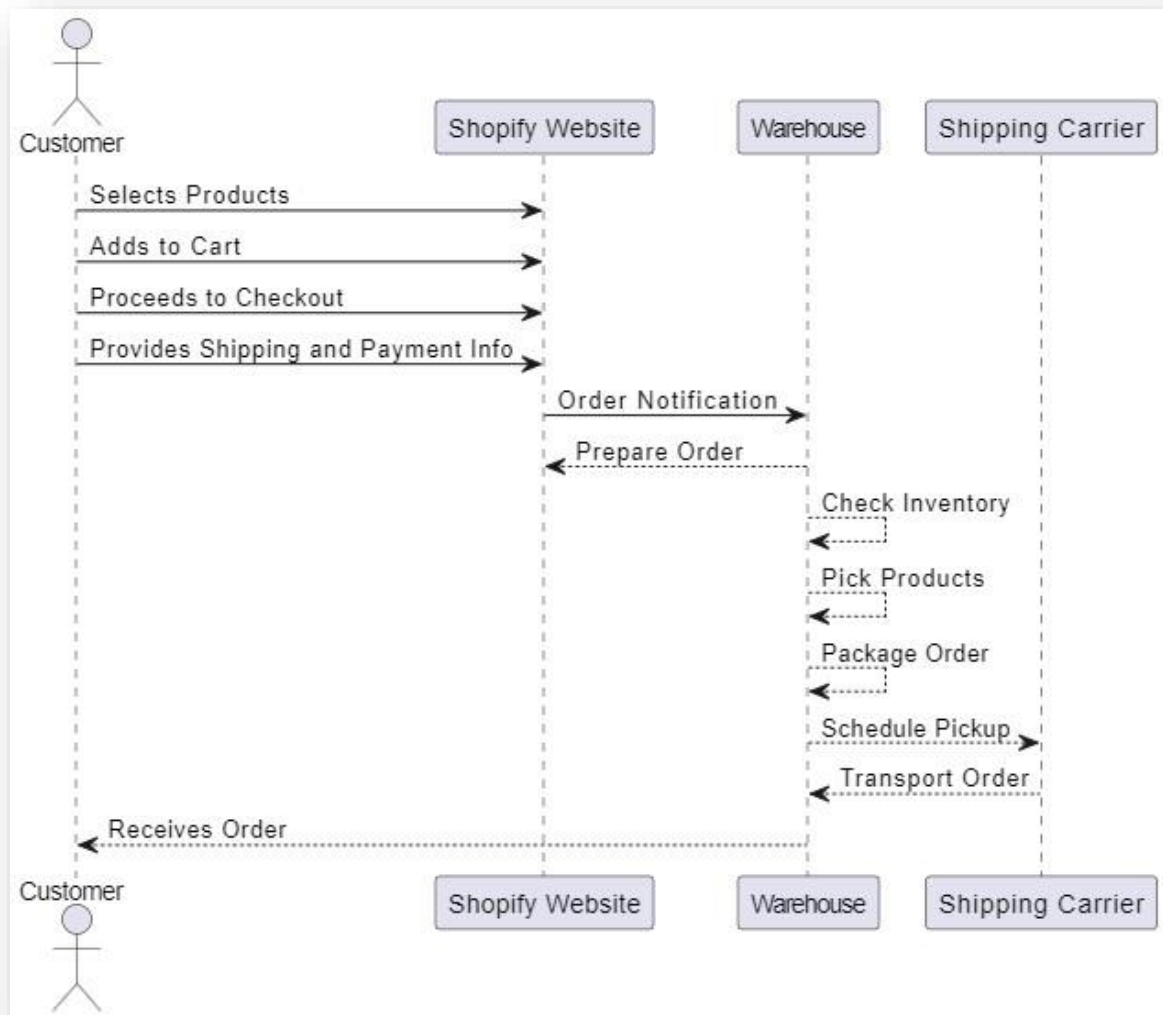 Customer
Shopify Website
Warehouse
Shipping Carrier
Selects Products
Adds to Cart
Proceeds to Checkout
Provides Shipping and Payment Info
Order Notification
Prepare Order
Check Inventory
Pick Products
Package Order
Schedule Pickup
Transport Order
Receives Order
Customer
Shopify Website
Warehouse
Shipping Carrier